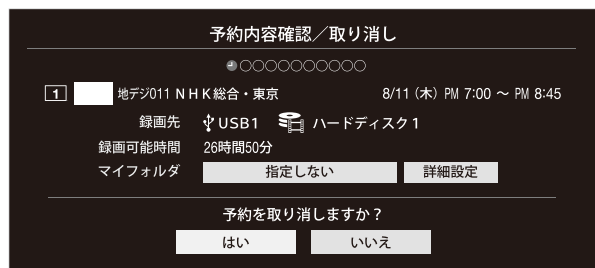 予約内容確認／取り消し
○○○○○○○○○○
1 地デジ011 NHK総合・東京 8/11 (木) PM 7:00 ～ PM 8:45
録画先 USB1 ハードディスク1
録画可能時間 26時間50分
マイフォルダ 指定しない 詳細設定
予約を取り消しますか？
はい いいえ